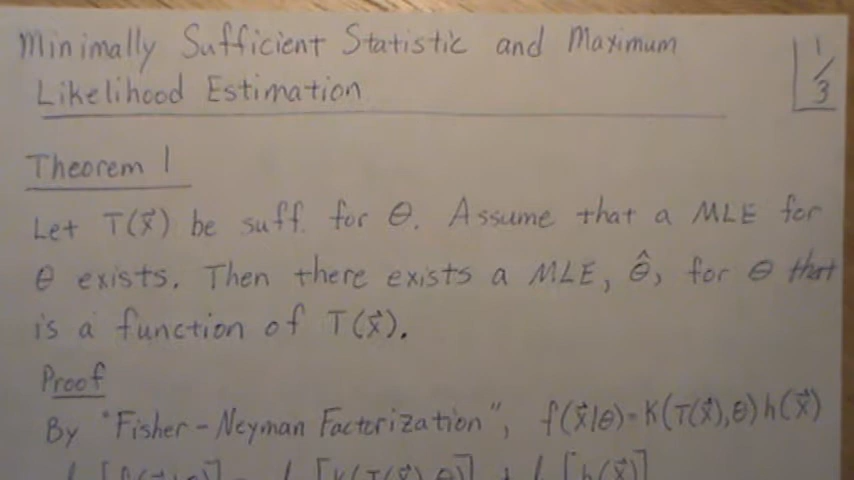 Minimally Sufficient Statistic and Maximum
Likelihood Estimation
1/3
Theorem 1
Let T(x⃗) be suff. for θ. Assume that a MLE for
θ exists. Then there exists a MLE, θ̂, for θ that
is a function of T(x⃗).
Proof
By "Fisher-Neyman Factorization", f(x⃗|θ)=K(T(x⃗),θ)h(x⃗)